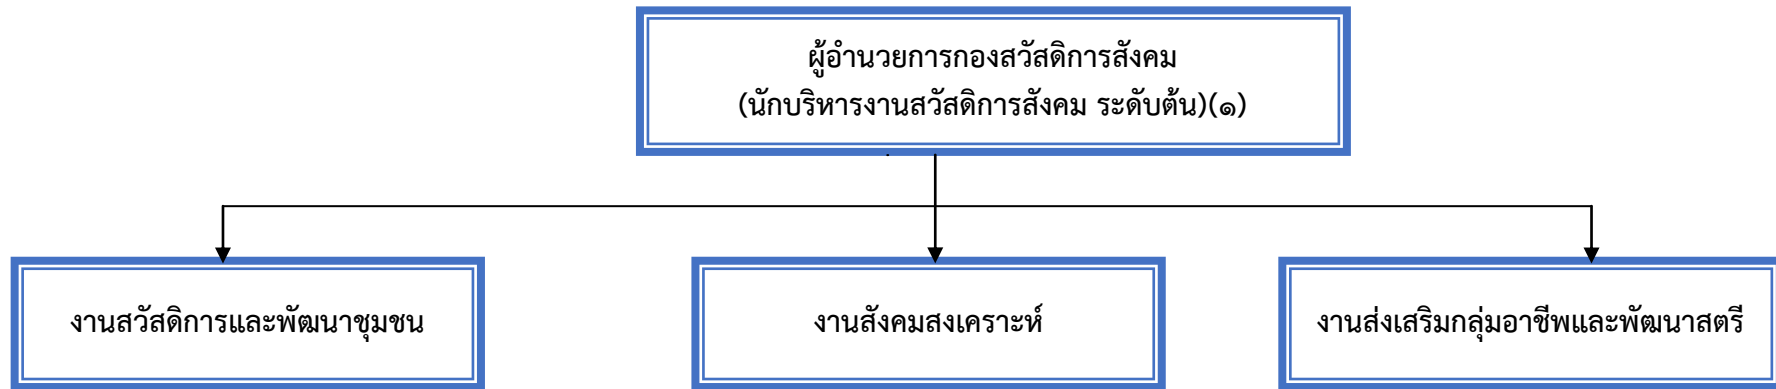 ผู้อำนวยการกองสวัสดิการสังคม
(นักบริหารงานสวัสดิการสังคม ระดับต้น)(๑)
งานสวัสดิการและพัฒนาชุมชน
งานสังคมสงเคราะห์
งานส่งเสริมกลุ่มอาชีพและพัฒนาสตรี